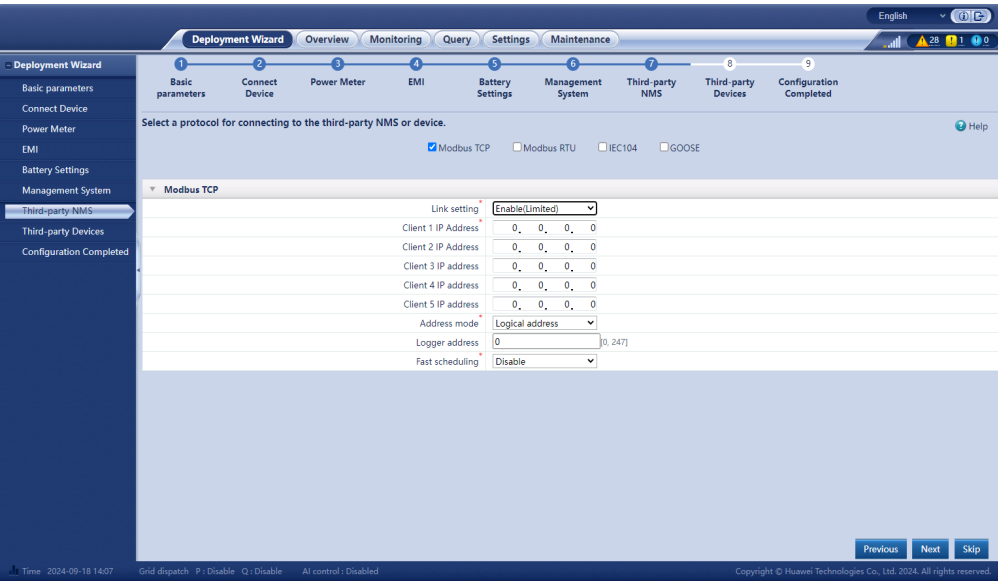 English
Deployment Wizard Overview Monitoring Query Settings Maintenance
28 1 0
Deployment Wizard
Basic parameters
Connect Device
Power Meter
EMI
Battery Settings
Management System
Third-party NMS
Third-party Devices
Configuration Completed
1 2 3 4 5 6 7 8 9
Basic parameters
Connect Device
Power Meter
EMI
Battery Settings
Management System
Third-party NMS
Third-party Devices
Configuration Completed
Select a protocol for connecting to the third-party NMS or device.
Help
Modbus TCP Modbus RTU IEC104 GOOSE
Modbus TCP
Link setting * Enable(Limited)
Client 1 IP Address * 0. 0. 0. 0
Client 2 IP Address 0. 0. 0. 0
Client 3 IP address 0. 0. 0. 0
Client 4 IP address 0. 0. 0. 0
Client 5 IP address 0. 0. 0. 0
Address mode * Logical address
Logger address 0 [0, 247]
Fast scheduling * Disable
Previous Next Skip
Time 2024-09-18 14:07 Grid dispatch P : Disable Q : Disable AI control : Disabled Copyright © Huawei Technologies Co., Ltd. 2024. All rights reserved.